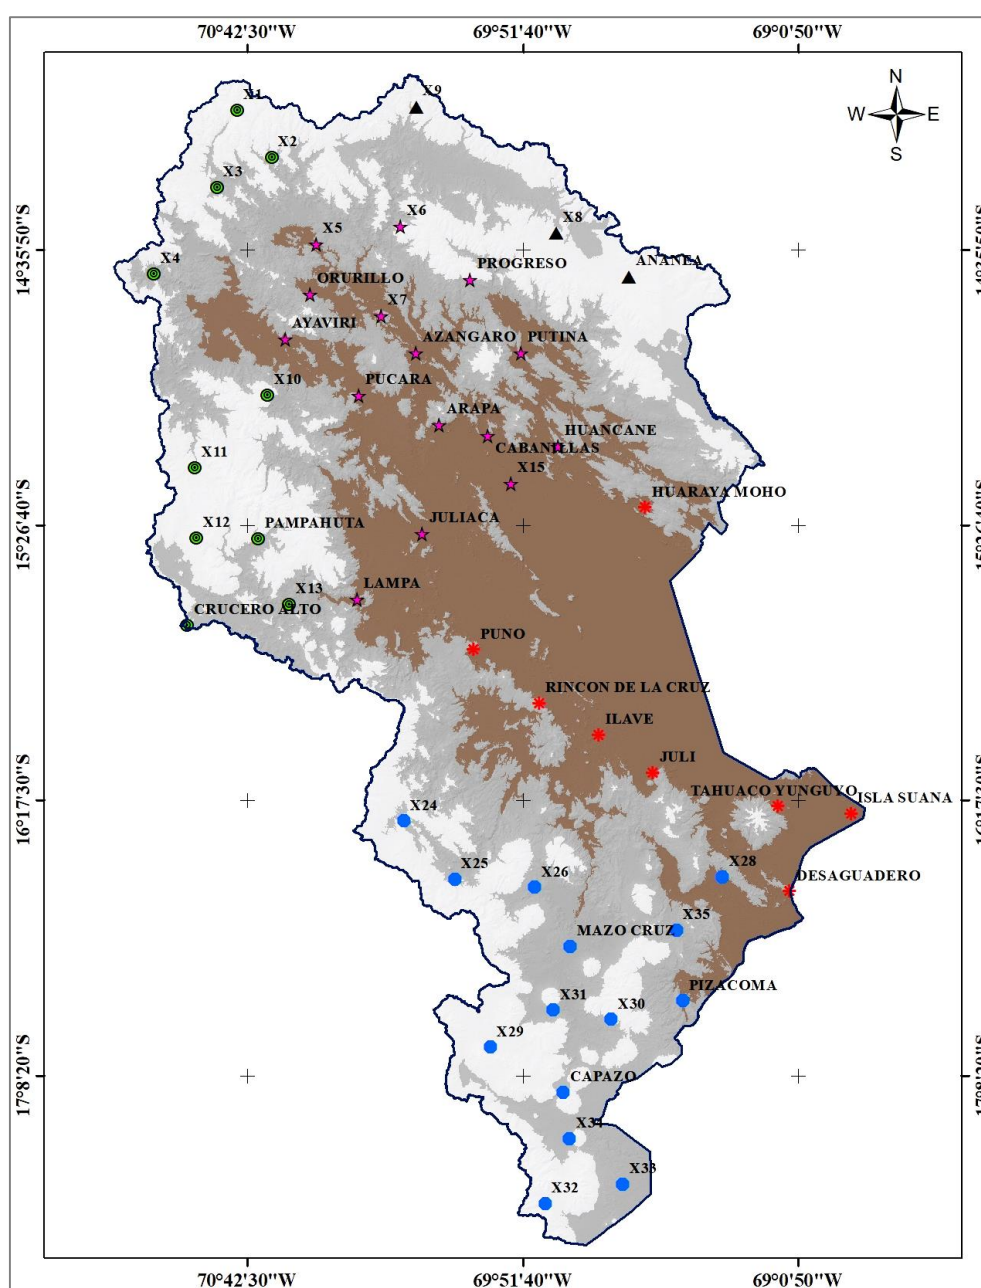 70°42'30"W 69°51'40"W 69°0'50"W
N
W E
S
X1
X9
X2
X3
X6
X8
X5
14°35'50"S
14°35'50"S
X4
ANANEA
PROGRESO
ORURILLO
X7
AYAVIRI
AZANGARO
PUTINA
X10
PUCARA
ARAPA
HUANCANE
CABANILLAS
X11
X15
HUARAYA MOHO
X12
PAMPAHUTA
JULIACA
15°26'40"S
15°26'40"S
LAMPA
X13
CRUCERO ALTO
PUNO
RINCON DE LA CRUZ
ILAVE
JULI
TAHUACO YUNGUYO
ISLA SUANA
16°17'30"S
16°17'30"S
X24
X25
X26
X28
DESAGUADERO
X35
MAZO CRUZ
PIZACOMA
X31
X30
X29
CAPAZO
17°8'20"S
17°8'20"S
X34
X33
X32
70°42'30"W 69°51'40"W 69°0'50"W